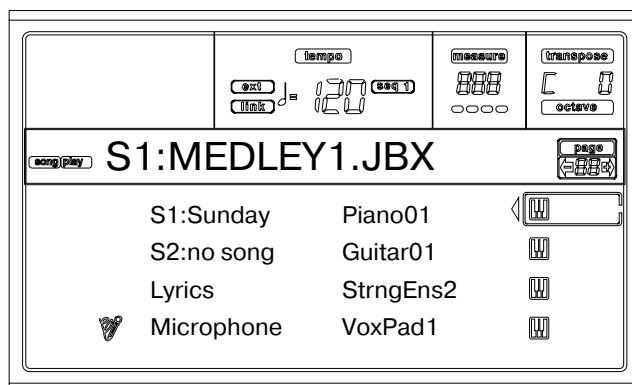 tempo
measure
transpose
ext
link
♩= 120
seq 1
888
C 0
octave
song play
S1:MEDLEY1.JBX
page
S1:Sunday Piano01
S2:no song Guitar01
Lyrics StrngEns2
Microphone VoxPad1